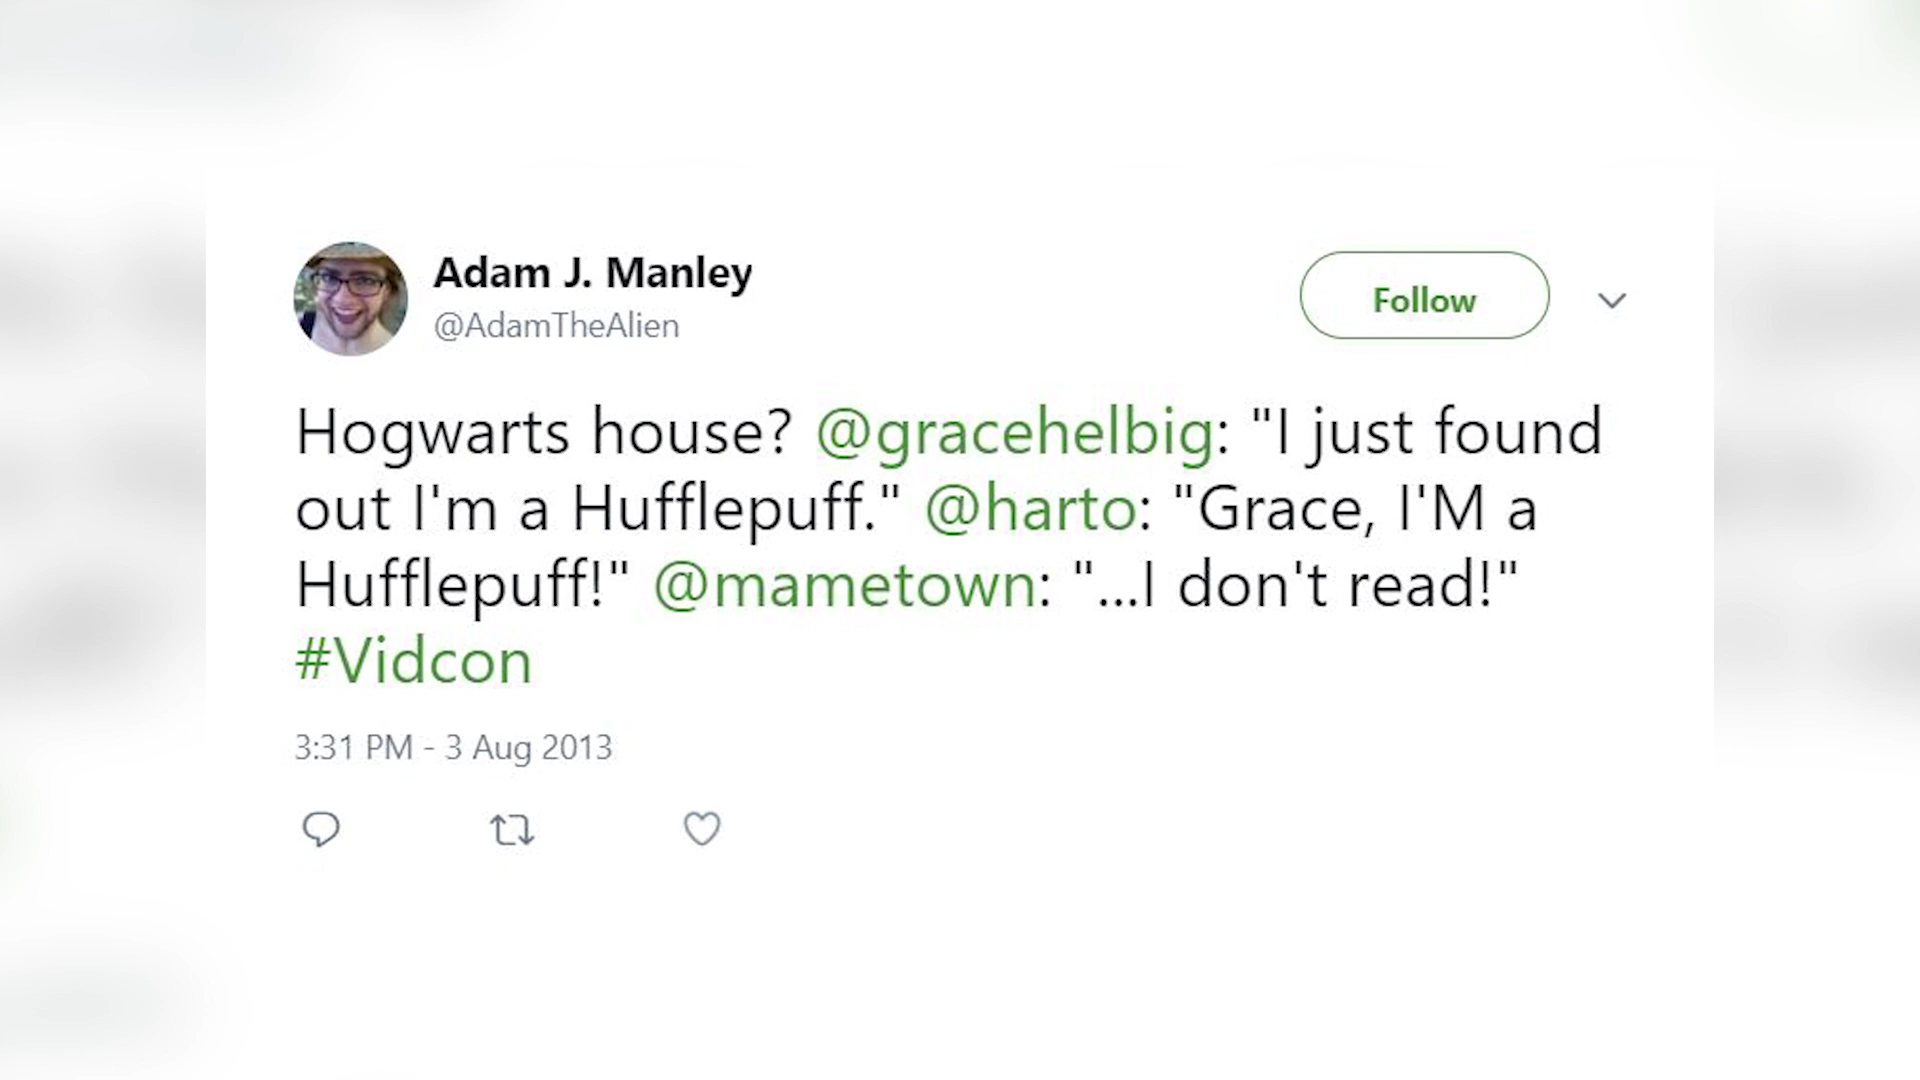 Adam J. Manley
@AdamTheAlien
Follow
Hogwarts house? @gracehelbig: "I just found
out I'm a Hufflepuff." @harto: "Grace, I'M a
Hufflepuff!" @mametown: "...I don't read!"
#Vidcon
3:31 PM - 3 Aug 2013